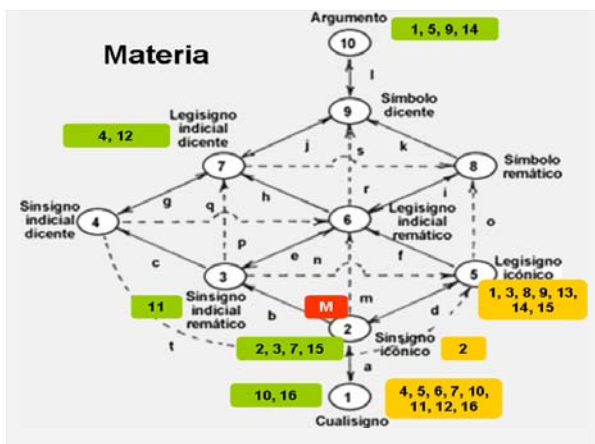 Argumento
1, 5, 9, 14
10
Materia
l
Símbolo
dicente
9
Legisigno
indicial
dicente
4, 12
j
s
k
7
8
Símbolo
remático
g
q
h
r
i
Sinsigno
indicial
dicente
4
6
Legisigno
indicial
remático
o
p
c
e
n
f
3
5
Legisigno
icónico
1, 3, 8, 9, 13,
14, 15
11
Sinsigno
indicial
remático
b
M
m
d
t
2
Sinsigno
icónico
2
2, 3, 7, 15
a
10, 16
1
Cualisigno
4, 5, 6, 7, 10,
11, 12, 16